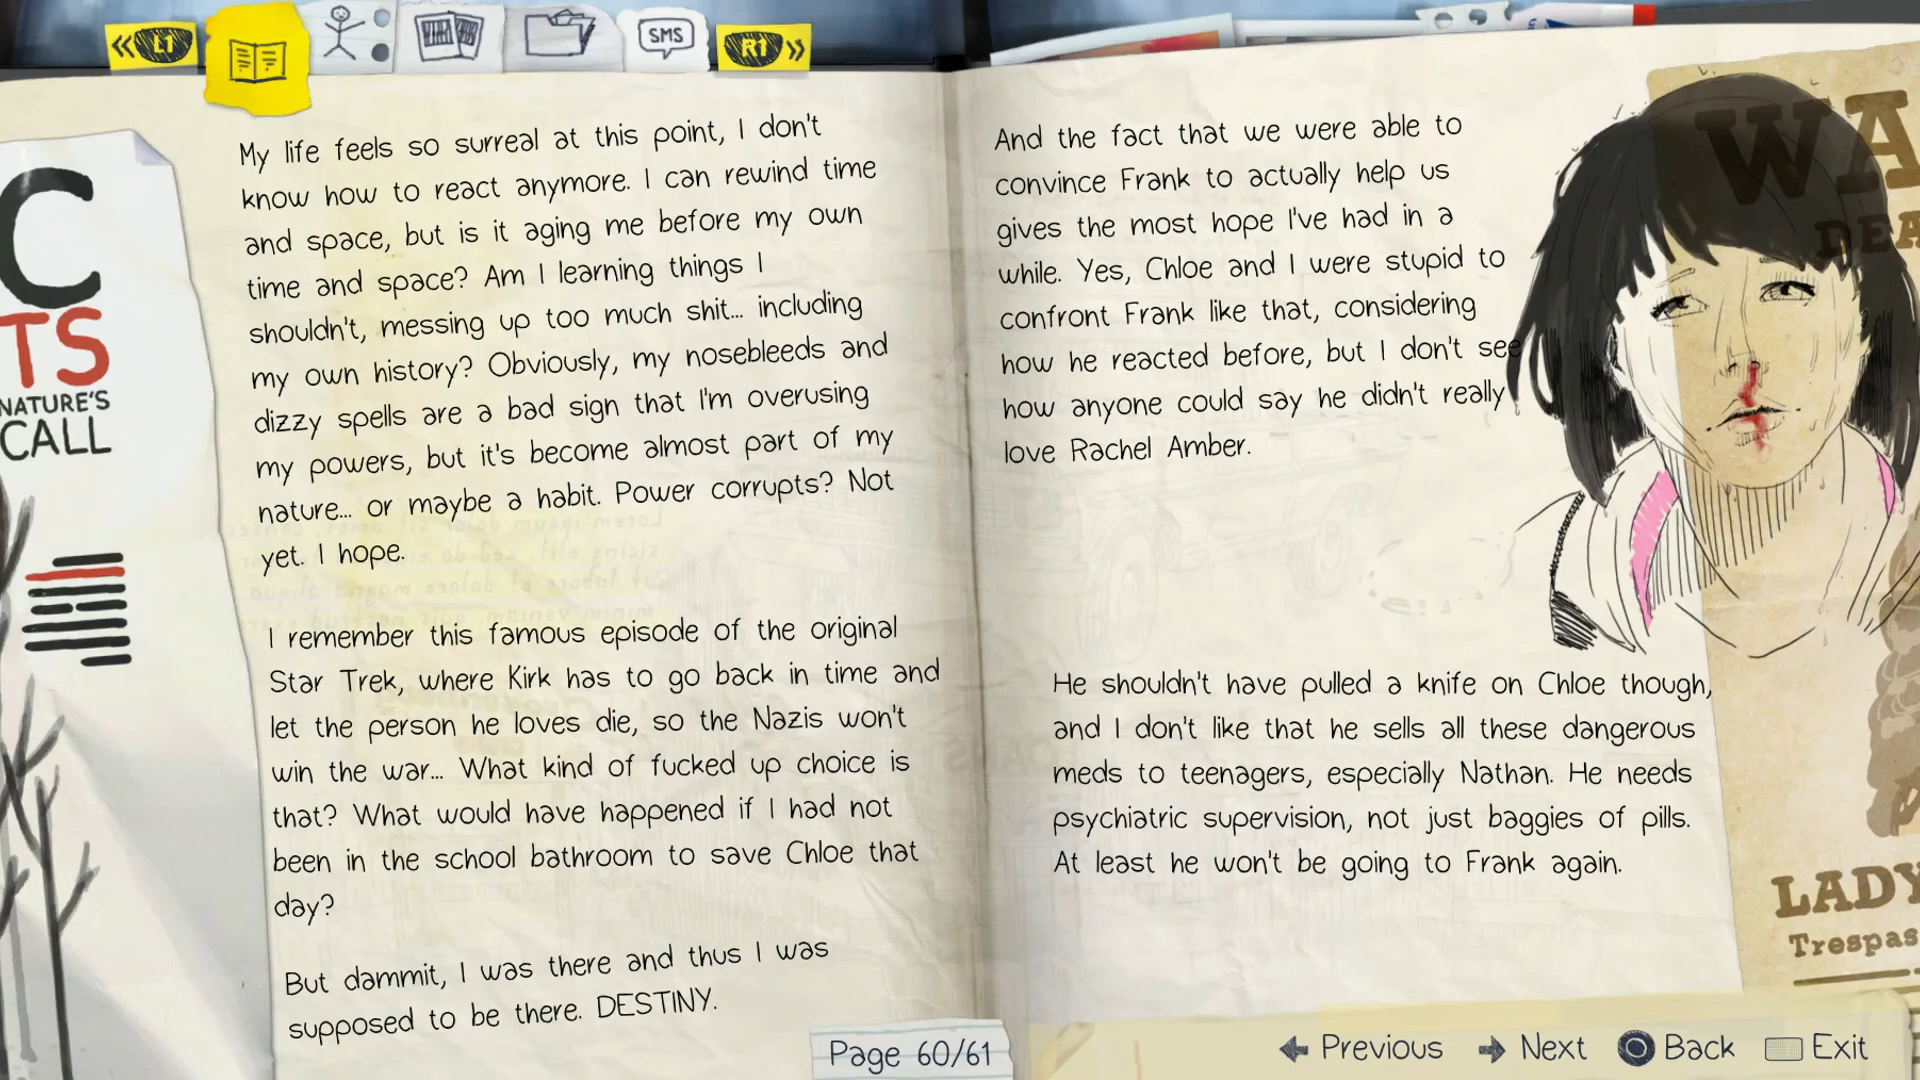 L1
SMS
R1
C
TS
NATURE'S
CALL
My life feels so surreal at this point, I don't
know how to react anymore. I can rewind time
and space, but is it aging me before my own
time and space? Am I learning things I
shouldn't, messing up too much shit... including
my own history? Obviously, my nosebleeds and
dizzy spells are a bad sign that I'm overusing
my powers, but it's become almost part of my
nature... or maybe a habit. Power corrupts? Not
yet. I hope.
I remember this famous episode of the original
Star Trek, where Kirk has to go back in time and
let the person he loves die, so the Nazis won't
win the war... What kind of fucked up choice is
that? What would have happened if I had not
been in the school bathroom to save Chloe that
day?
But dammit, I was there and thus I was
supposed to be there. DESTINY.
And the fact that we were able to
convince Frank to actually help us
gives the most hope I've had in a
while. Yes, Chloe and I were stupid to
confront Frank like that, considering
how he reacted before, but I don't see
how anyone could say he didn't really
love Rachel Amber.
He shouldn't have pulled a knife on Chloe though,
and I don't like that he sells all these dangerous
meds to teenagers, especially Nathan. He needs
psychiatric supervision, not just baggies of pills.
At least he won't be going to Frank again.
WA
DEA
LADY
Trespas
Page 60/61
Previous
Next
Back
Exit